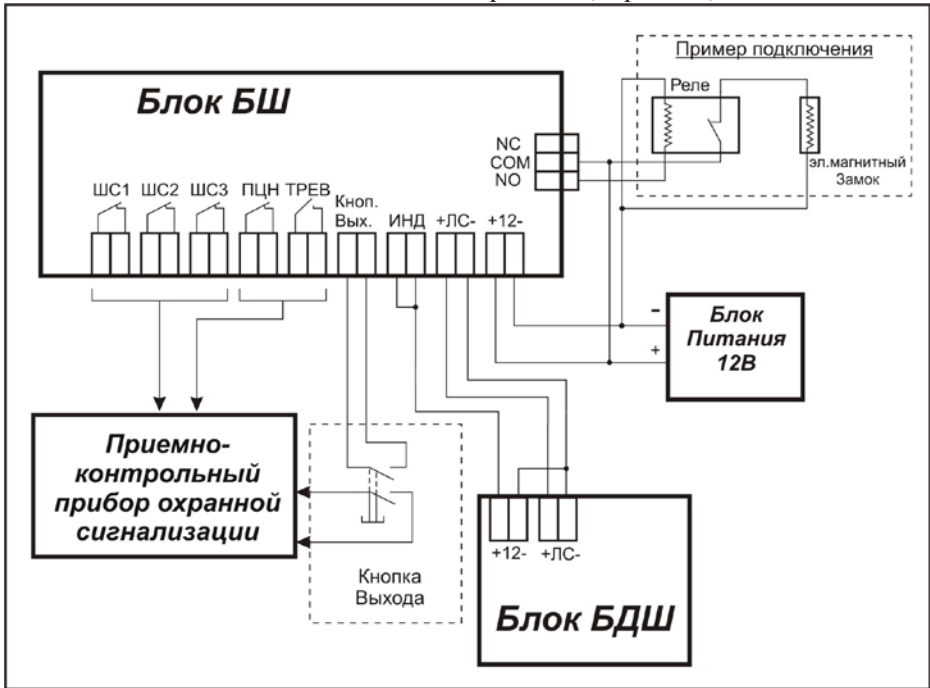 Пример подключения
Реле
Блок БШ
NC
COM
NO
эл.магнитный
Замок
ШС1 ШС2 ШС3 ПЦН ТРЕВ
Кноп.
Вых.
ИНД +ЛС- +12-
Блок
Питания
12В
-
+
Приемно-
контрольный
прибор охранной
сигнализации
Кнопка
Выхода
+12- +ЛС-
Блок БДШ